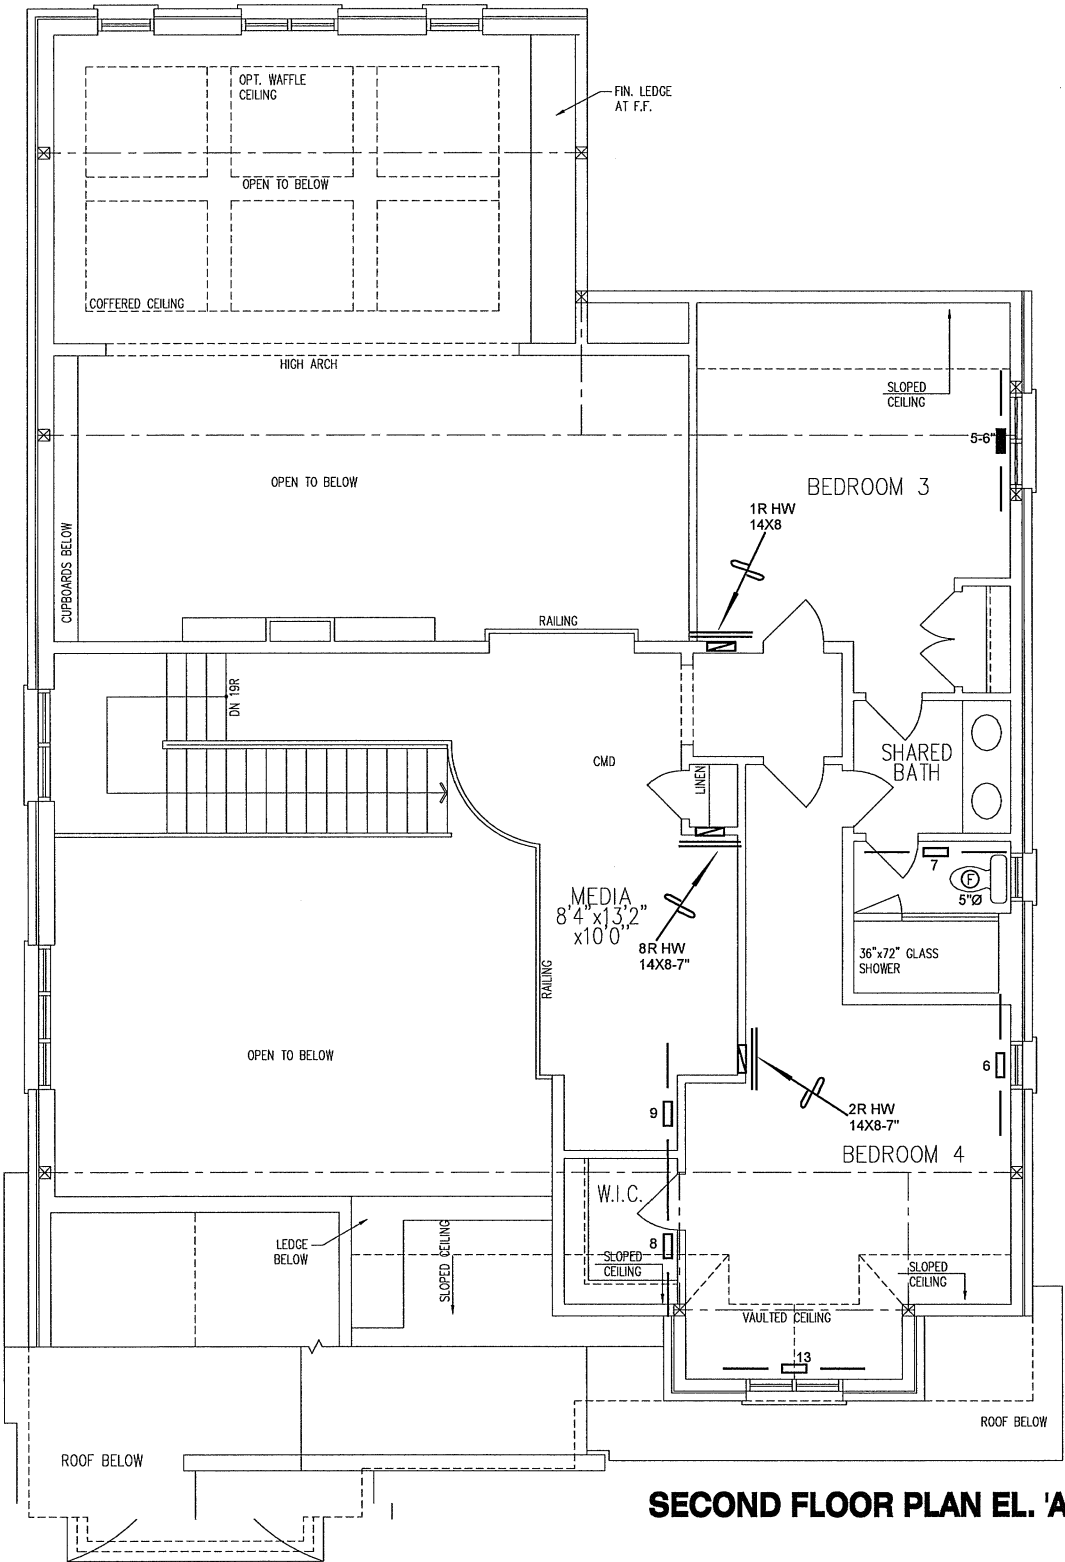 OPT. WAFFLE
CEILING
FIN. LEDGE
AT F.F.
OPEN TO BELOW
COFFERED CEILING
HIGH ARCH
SLOPED
CEILING
5-6"
OPEN TO BELOW
BEDROOM 3
1R HW
14X8
CUPBOARDS BELOW
RAILING
DN 19R
CMD
LINEN
SHARED
BATH
7
F
5"Ø
MEDIA
8'4"x13'2"
x10'0"
8R HW
14X8-7"
36"x72" GLASS
SHOWER
RAILING
OPEN TO BELOW
6
9
2R HW
14X8-7"
BEDROOM 4
W.I.C.
LEDGE
BELOW
SLOPED CEILING
8
SLOPED
CEILING
SLOPED
CEILING
VAULTED CEILING
13
ROOF BELOW
ROOF BELOW
SECOND FLOOR PLAN EL. 'A